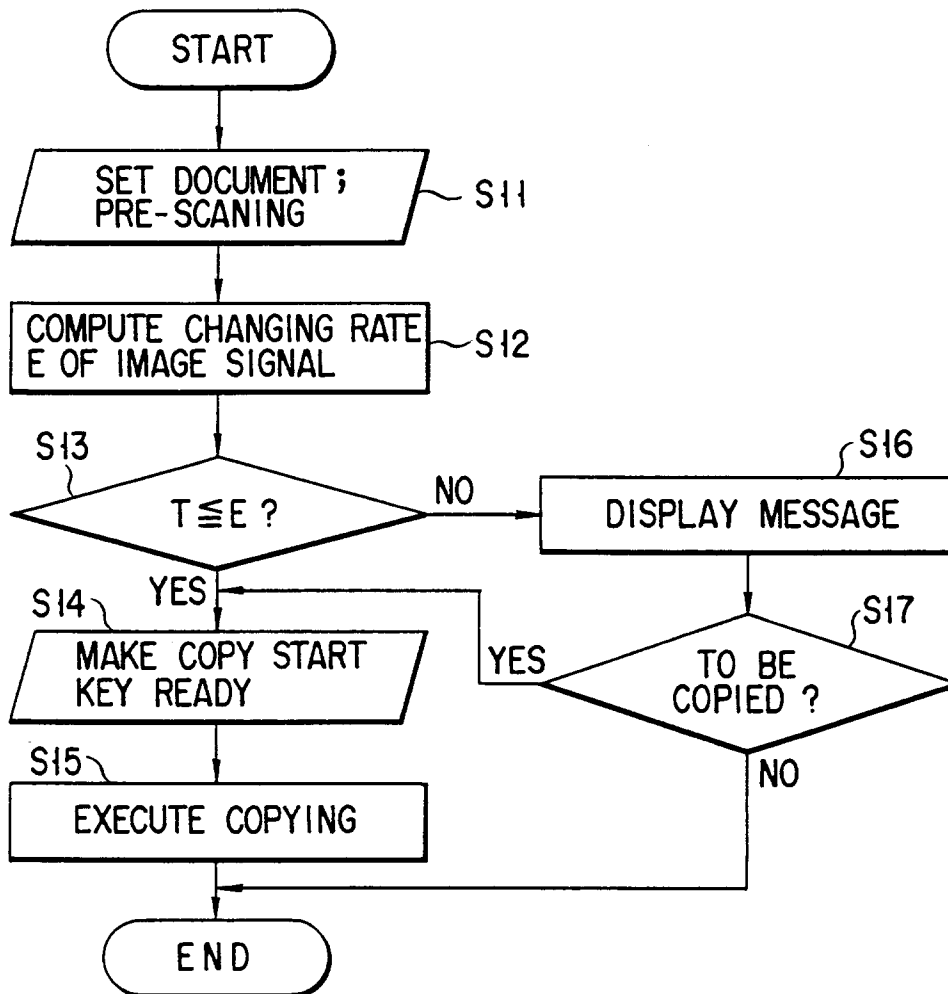 START
SET DOCUMENT ;
PRE-SCANING
S11
COMPUTE CHANGING RATE
E OF IMAGE SIGNAL
S12
S13
T≦E ?
NO
YES
S16
DISPLAY MESSAGE
S17
TO BE
COPIED ?
YES
NO
S14
MAKE COPY START
KEY READY
S15
EXECUTE COPYING
END